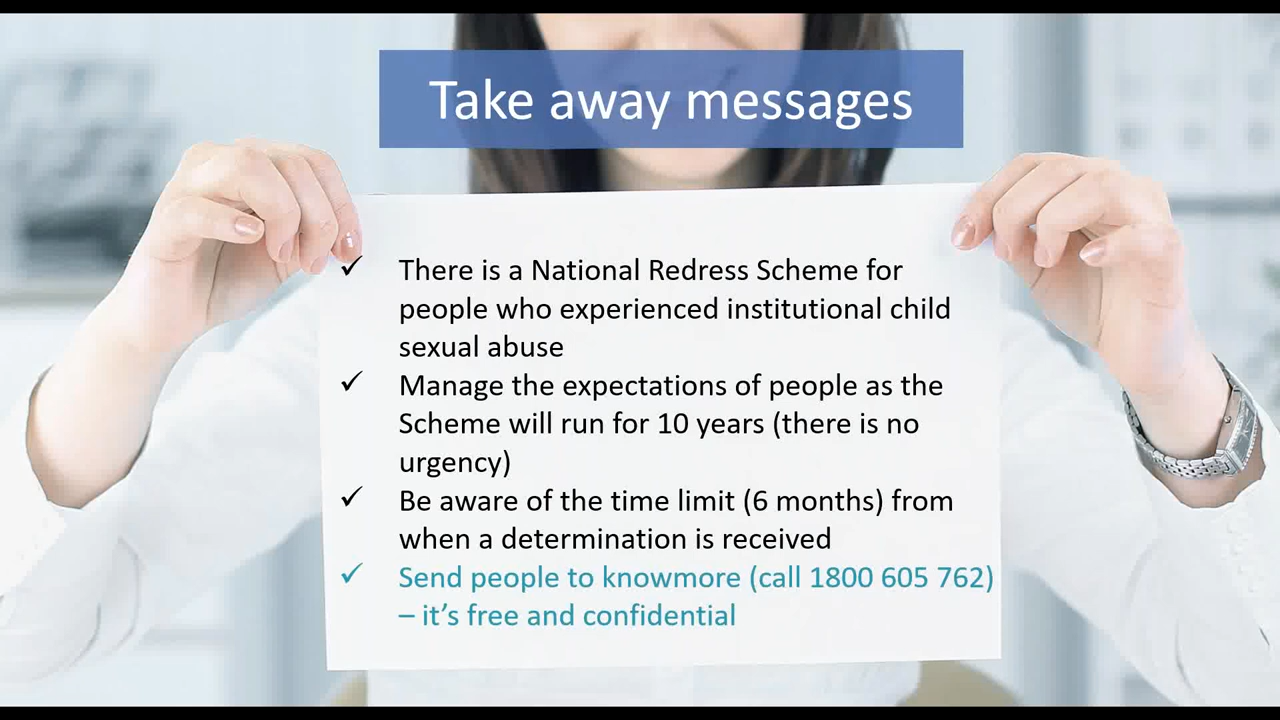 Take away messages
✓ There is a National Redress Scheme for
people who experienced institutional child
sexual abuse
✓ Manage the expectations of people as the
Scheme will run for 10 years (there is no
urgency)
✓ Be aware of the time limit (6 months) from
when a determination is received
✓ Send people to knowmore (call 1800 605 762)
– it’s free and confidential